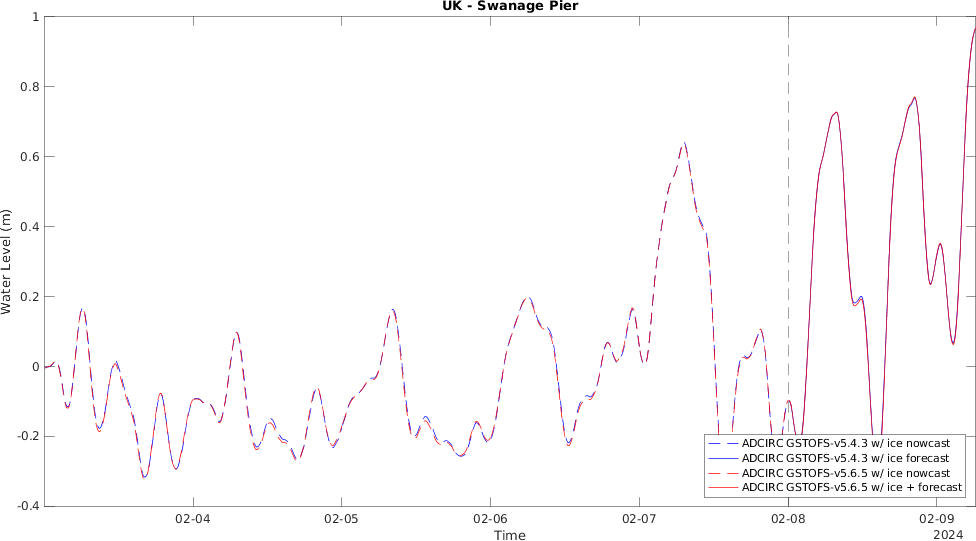 UK - Swanage Pier
1
0.8
0.6
0.4
0.2
0
-0.2
-0.4
Water Level (m)
02-04
02-05
02-06
02-07
02-08
02-09
Time
2024
ADCIRC GSTOFS-v5.4.3 w/ ice nowcast
ADCIRC GSTOFS-v5.4.3 w/ ice forecast
ADCIRC GSTOFS-v5.6.5 w/ ice nowcast
ADCIRC GSTOFS-v5.6.5 w/ ice + forecast